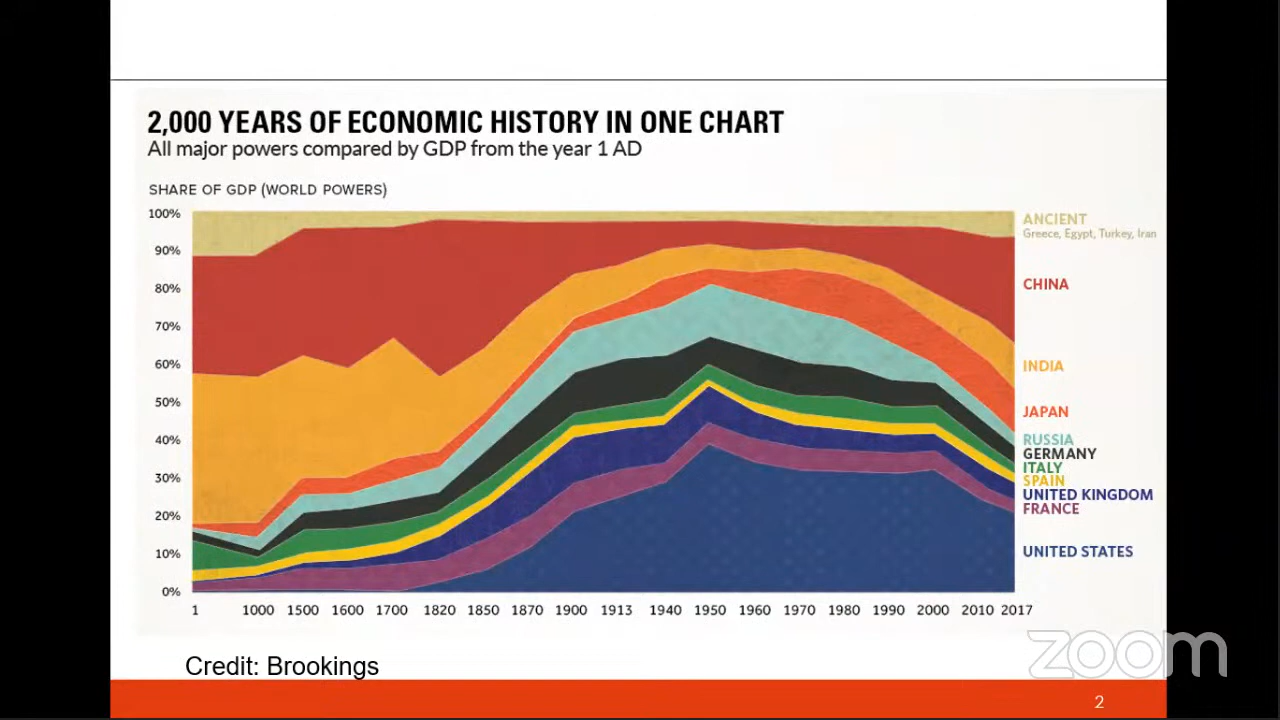 2,000 YEARS OF ECONOMIC HISTORY IN ONE CHART
All major powers compared by GDP from the year 1 AD
SHARE OF GDP (WORLD POWERS)
100%
90%
80%
70%
60%
50%
40%
30%
20%
10%
0%
1 1000 1500 1600 1700 1820 1850 1870 1900 1913 1940 1950 1960 1970 1980 1990 2000 2010 2017
ANCIENT
Greece, Egypt, Turkey, Iran
CHINA
INDIA
JAPAN
RUSSIA
GERMANY
ITALY
SPAIN
UNITED KINGDOM
FRANCE
UNITED STATES
Credit: Brookings
zoom
2